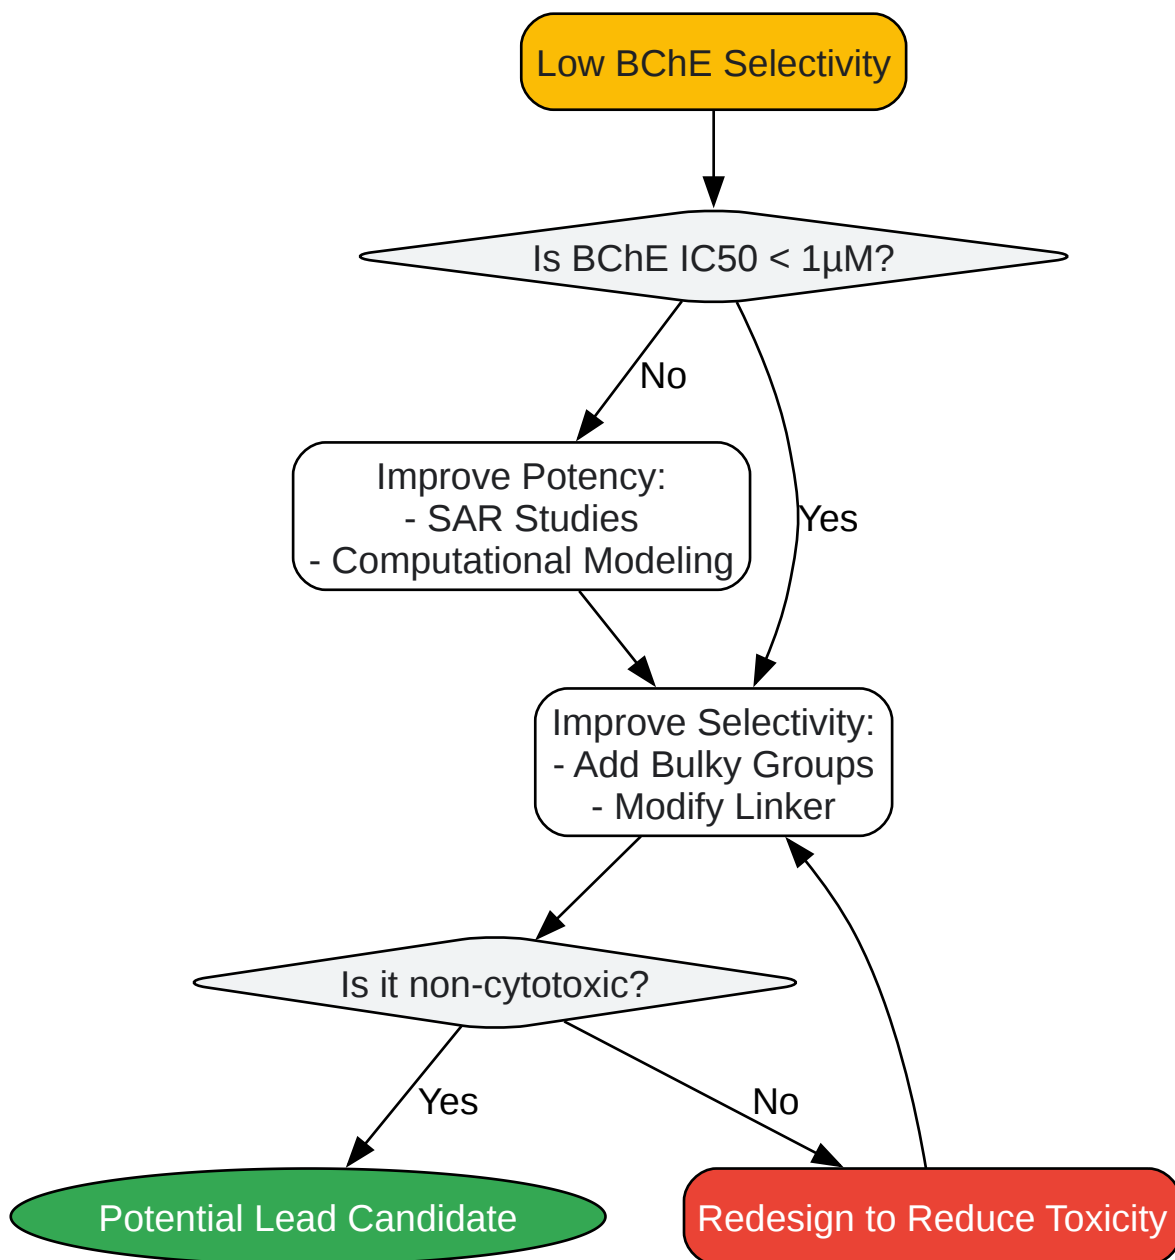 Low BChE Selectivity
Is BChE IC50 < 1µM?
No
Improve Potency:
- SAR Studies
- Computational Modeling
Yes
Improve Selectivity:
- Add Bulky Groups
- Modify Linker
Is it non-cytotoxic?
Yes
No
Potential Lead Candidate
Redesign to Reduce Toxicity